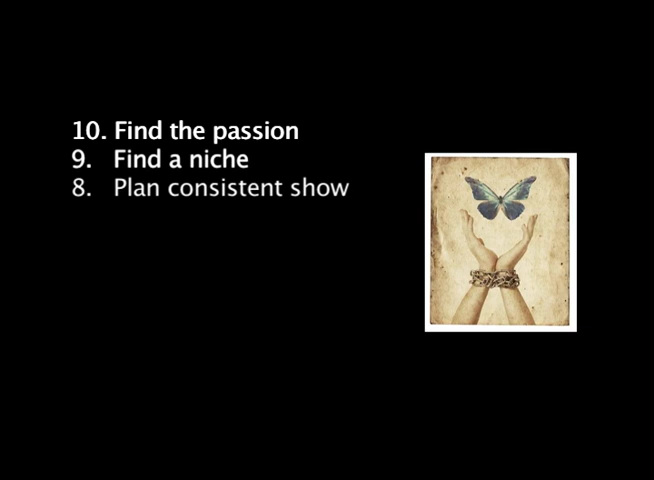 10. Find the passion
9. Find a niche
8. Plan consistent show